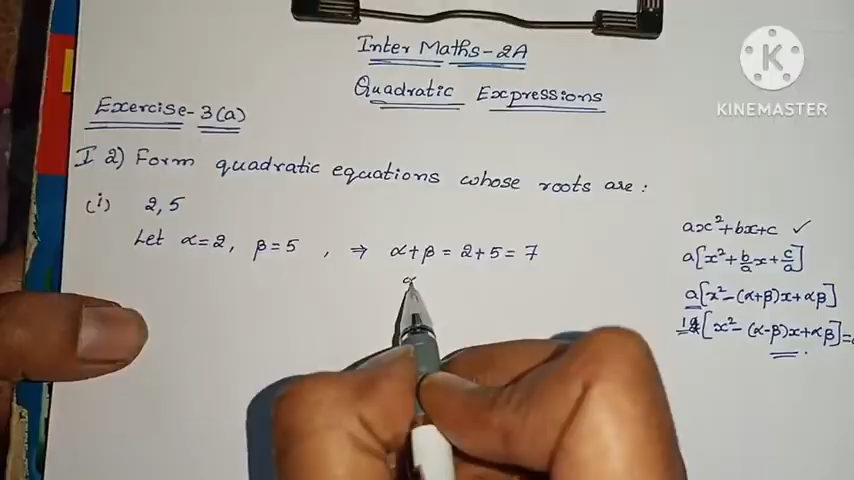 Inter Maths-2A
Quadratic Expressions
K
KINEMASTER
Exercise-3(a)
I 2) Form quadratic equations whose roots are :
(i) 2,5
Let α=2, β=5 , ⇒ α+β = 2+5 = 7
α
ax²+bx+c ✓
a[x²+b/a x+c/a]
a[x²-(α+β)x+αβ]
[x²-(α-β)x+αβ]=